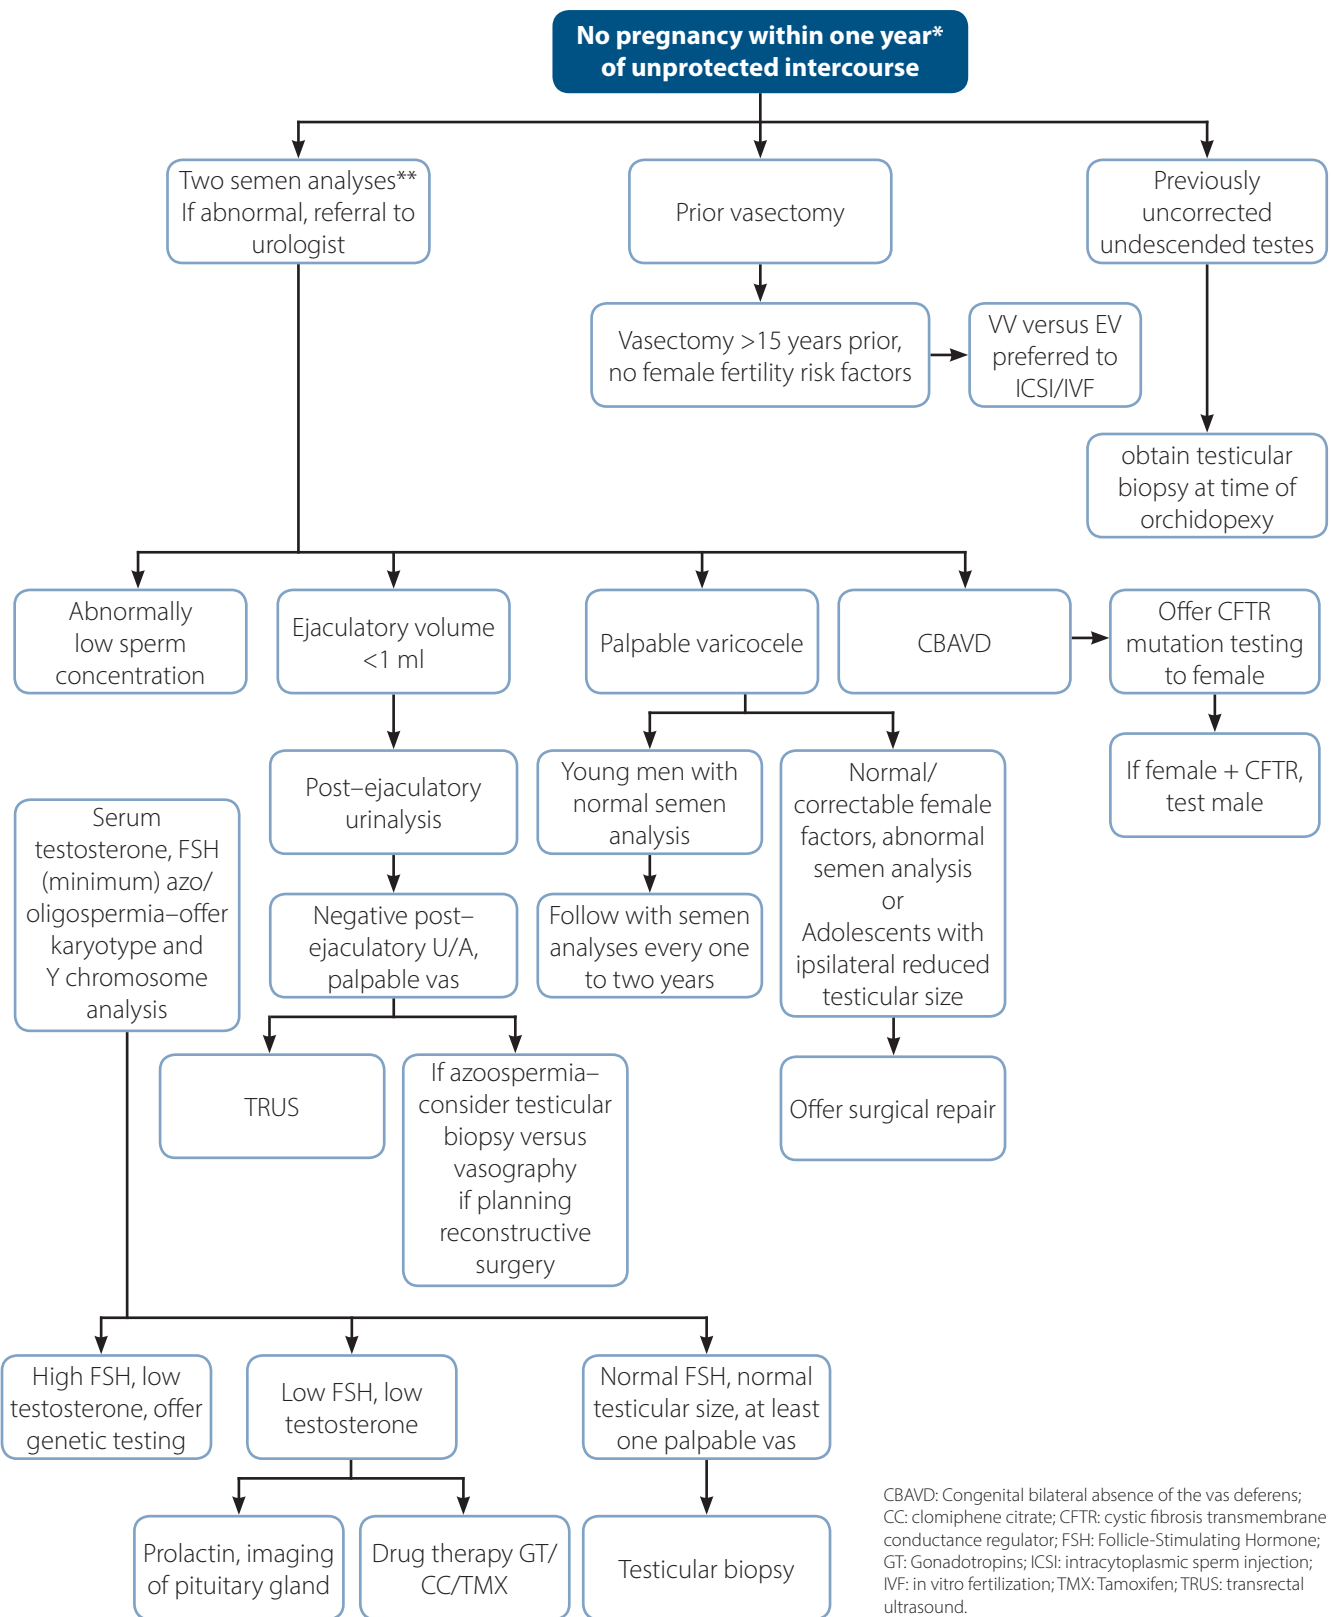 No pregnancy within one year*
of unprotected intercourse
Two semen analyses**
If abnormal, referral to
urologist
Prior vasectomy
Previously
uncorrected
undescended testes
Vasectomy >15 years prior,
no female fertility risk factors
VV versus EV
preferred to
ICSI/IVF
obtain testicular
biopsy at time of
orchidopexy
Abnormally
low sperm
concentration
Ejaculatory volume
<1 ml
Palpable varicocele
CBAVD
Offer CFTR
mutation testing
to female
If female + CFTR,
test male
Serum
testosterone, FSH
(minimum) azo/
oligospermia–offer
karyotype and
Y chromosome
analysis
Post–ejaculatory
urinalysis
Young men with
normal semen
analysis
Normal/
correctable female
factors, abnormal
semen analysis
or
Adolescents with
ipsilateral reduced
testicular size
Negative post–
ejaculatory U/A,
palpable vas
Follow with semen
analyses every one
to two years
TRUS
If azoospermia–
consider testicular
biopsy versus
vasography
if planning
reconstructive
surgery
Offer surgical repair
High FSH, low
testosterone, offer
genetic testing
Low FSH, low
testosterone
Normal FSH, normal
testicular size, at least
one palpable vas
Prolactin, imaging
of pituitary gland
Drug therapy GT/
CC/TMX
Testicular biopsy
CBAVD: Congenital bilateral absence of the vas deferens;
CC: clomiphene citrate; CFTR: cystic fibrosis transmembrane
conductance regulator; FSH: Follicle-Stimulating Hormone;
GT: Gonadotropins; ICSI: intracytoplasmic sperm injection;
IVF: in vitro fertilization; TMX: Tamoxifen; TRUS: transrectal
ultrasound.